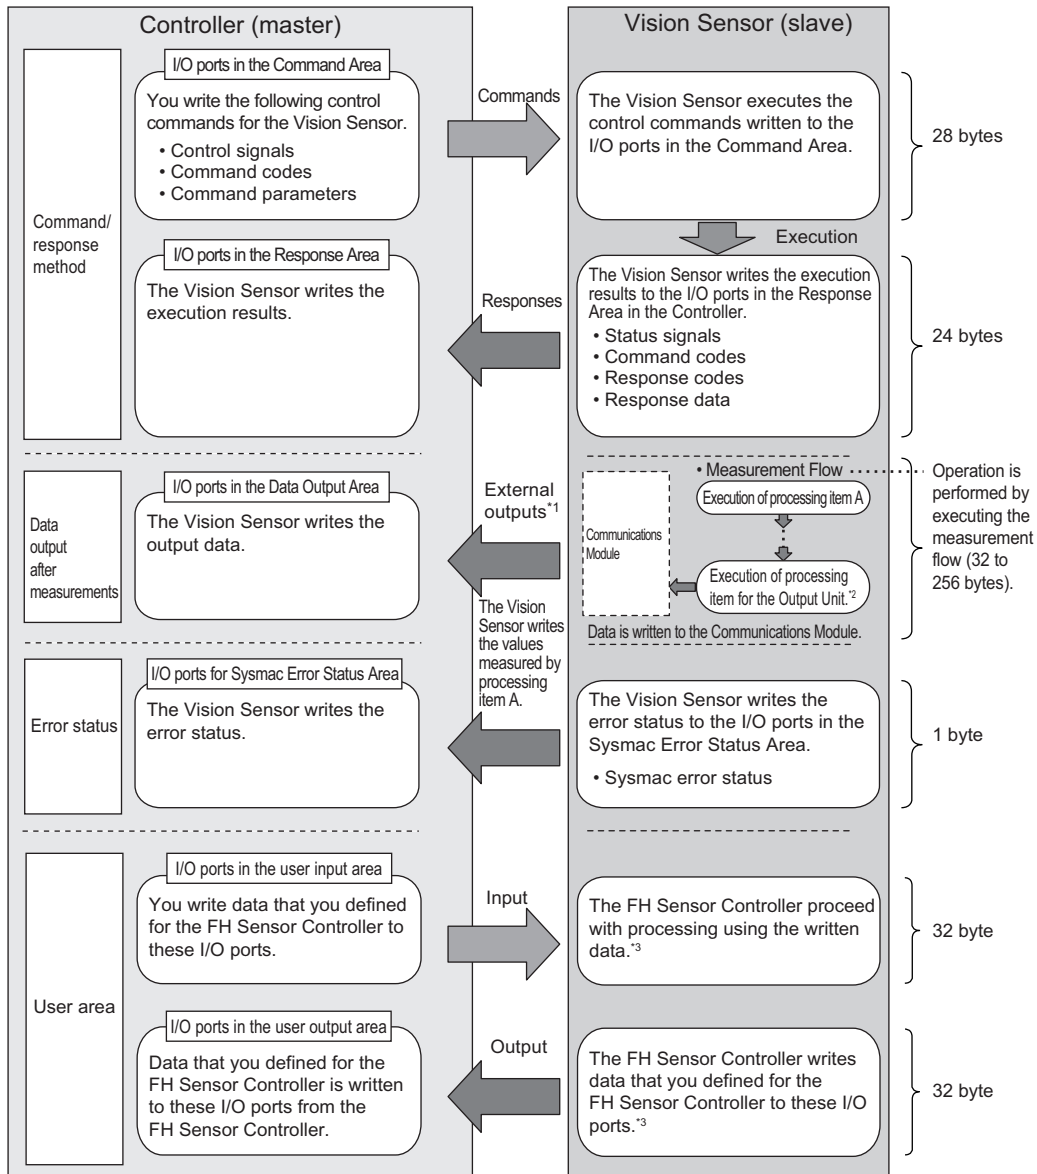 Controller (master)
Vision Sensor (slave)
Command/
response
method
I/O ports in the Command Area
You write the following control
commands for the Vision Sensor.
• Control signals
• Command codes
• Command parameters
Commands
The Vision Sensor executes the
control commands written to the
I/O ports in the Command Area.
28 bytes
Execution
I/O ports in the Response Area
The Vision Sensor writes the
execution results.
Responses
The Vision Sensor writes the execution
results to the I/O ports in the Response
Area in the Controller.
• Status signals
• Command codes
• Response codes
• Response data
24 bytes
Data
output
after
measurements
I/O ports in the Data Output Area
The Vision Sensor writes the
output data.
External
outputs*1
The Vision
Sensor writes
the values
measured by
processing
item A.
Communications
Module
• Measurement Flow
Execution of processing item A
Execution of processing
item for the Output Unit.*2
Data is written to the Communications Module.
Operation is
performed by
executing the
measurement
flow (32 to
256 bytes).
Error status
I/O ports for Sysmac Error Status Area
The Vision Sensor writes the
error status.
The Vision Sensor writes the
error status to the I/O ports in the
Sysmac Error Status Area.
• Sysmac error status
1 byte
User area
I/O ports in the user input area
You write data that you defined
for the FH Sensor Controller to
these I/O ports.
Input
The FH Sensor Controller proceed
with processing using the written
data.*3
32 byte
I/O ports in the user output area
Data that you defined for the
FH Sensor Controller is written
to these I/O ports from the
FH Sensor Controller.
Output
The FH Sensor Controller writes
data that you defined for the
FH Sensor Controller to these I/O
ports.*3
32 byte